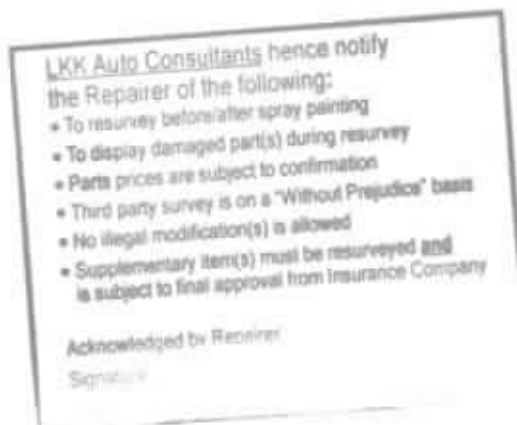 LKK Auto Consultants hence notify
the Repairer of the following:
• To resurvey before/after spray painting
• To display damaged part(s) during resurvey
• Parts prices are subject to confirmation
• Third party survey is on a "Without Prejudice" basis
• No illegal modification(s) is allowed
• Supplementary item(s) must be resurveyed and
is subject to final approval from Insurance Company
Acknowledged by Repairer
Signature